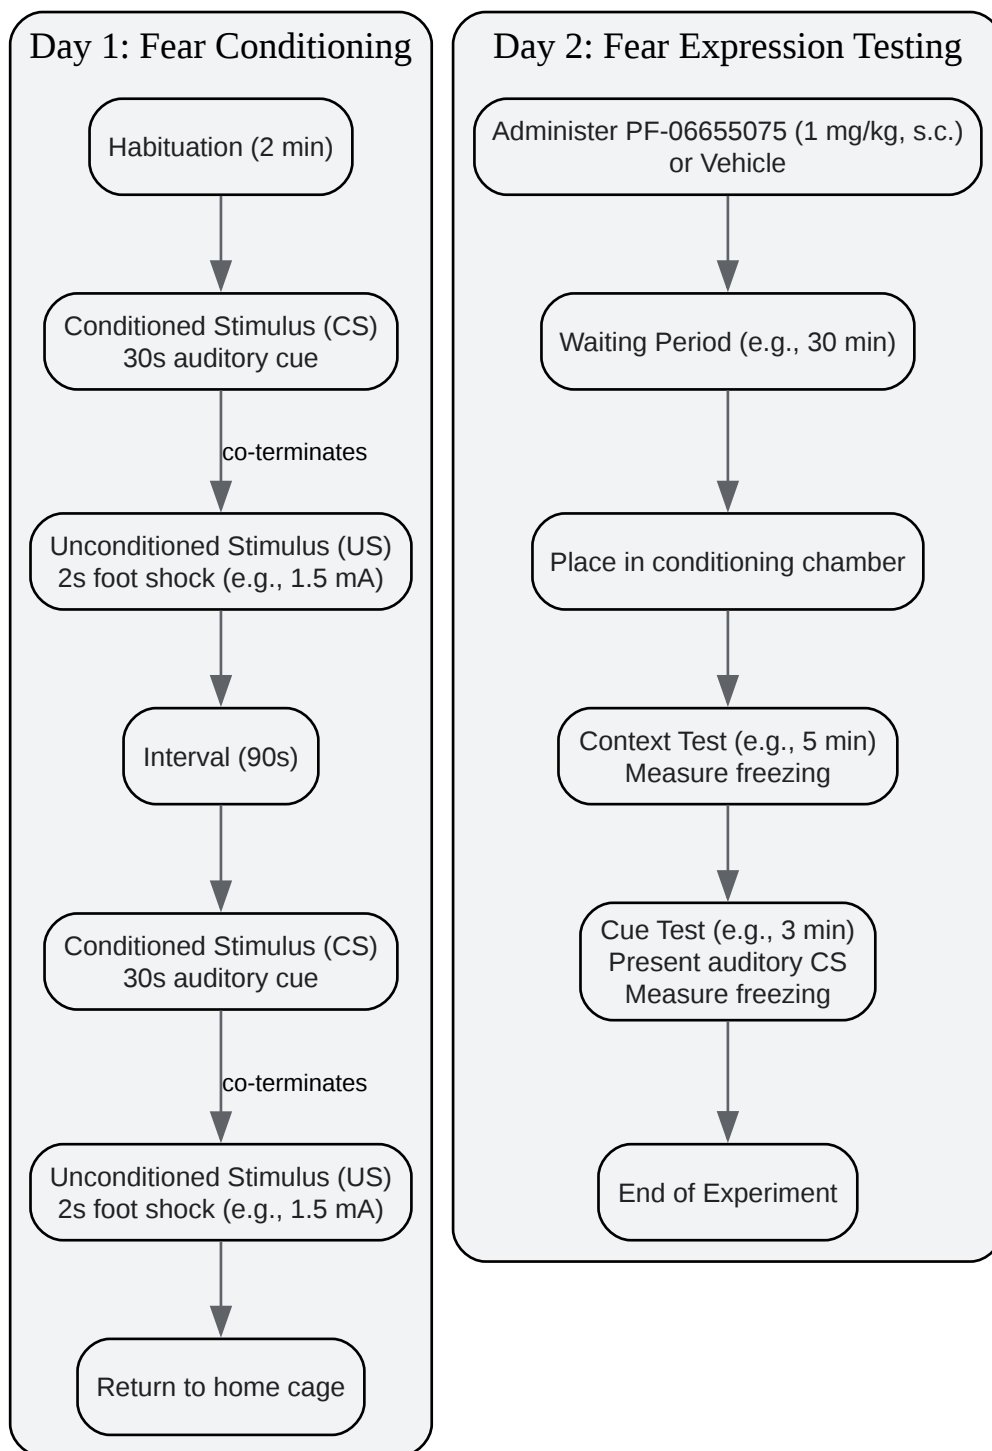 Day 1: Fear Conditioning
Habituation (2 min)
Conditioned Stimulus (CS)
30s auditory cue
co-terminates
Unconditioned Stimulus (US)
2s foot shock (e.g., 1.5 mA)
Interval (90s)
Conditioned Stimulus (CS)
30s auditory cue
co-terminates
Unconditioned Stimulus (US)
2s foot shock (e.g., 1.5 mA)
Return to home cage
Day 2: Fear Expression Testing
Administer PF-06655075 (1 mg/kg, s.c.)
or Vehicle
Waiting Period (e.g., 30 min)
Place in conditioning chamber
Context Test (e.g., 5 min)
Measure freezing
Cue Test (e.g., 3 min)
Present auditory CS
Measure freezing
End of Experiment